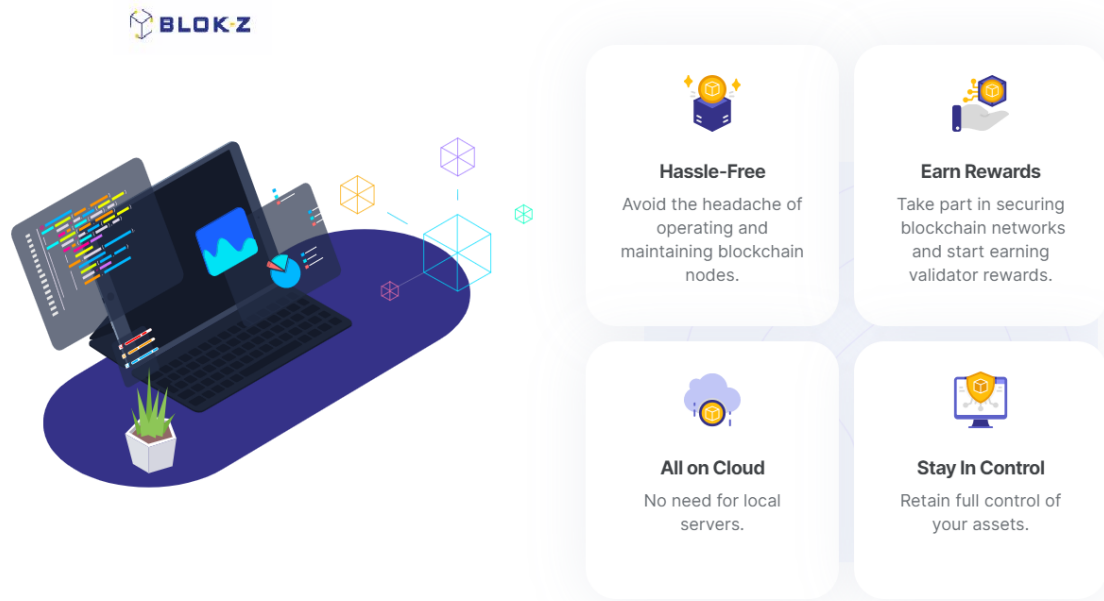 BLOK-Z
Hassle-Free
Avoid the headache of
operating and
maintaining blockchain
nodes.
Earn Rewards
Take part in securing
blockchain networks
and start earning
validator rewards.
All on Cloud
No need for local
servers.
Stay In Control
Retain full control of
your assets.